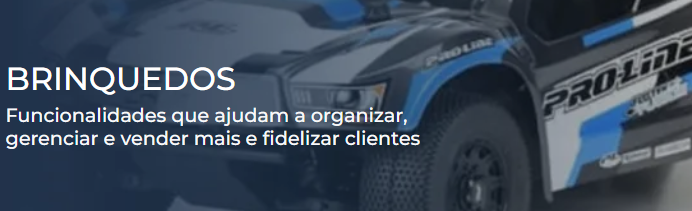 BRINQUEDOS
Funcionalidades que ajudam a organizar,
gerenciar e vender mais e fidelizar clientes
PRO-LINE
PRO-LINE